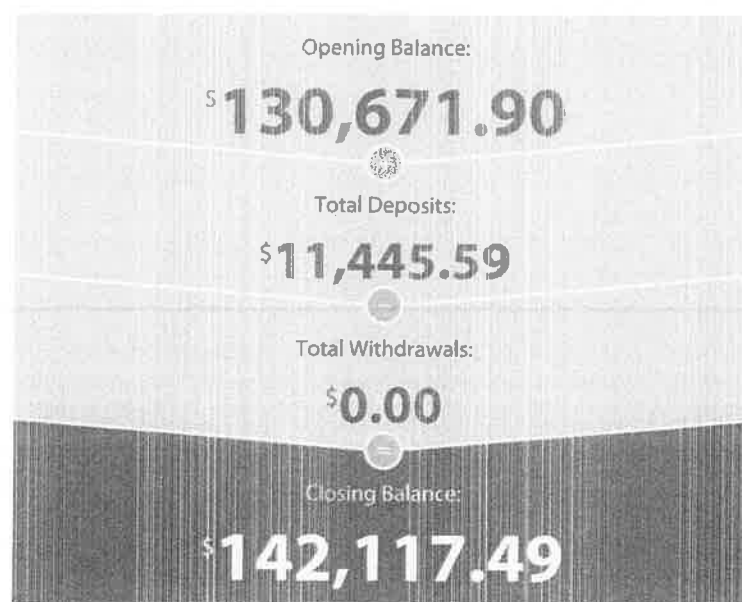 Opening Balance:
$130,671.90
Total Deposits:
$11,445.59
Total Withdrawals:
$0.00
Closing Balance:
$142,117.49